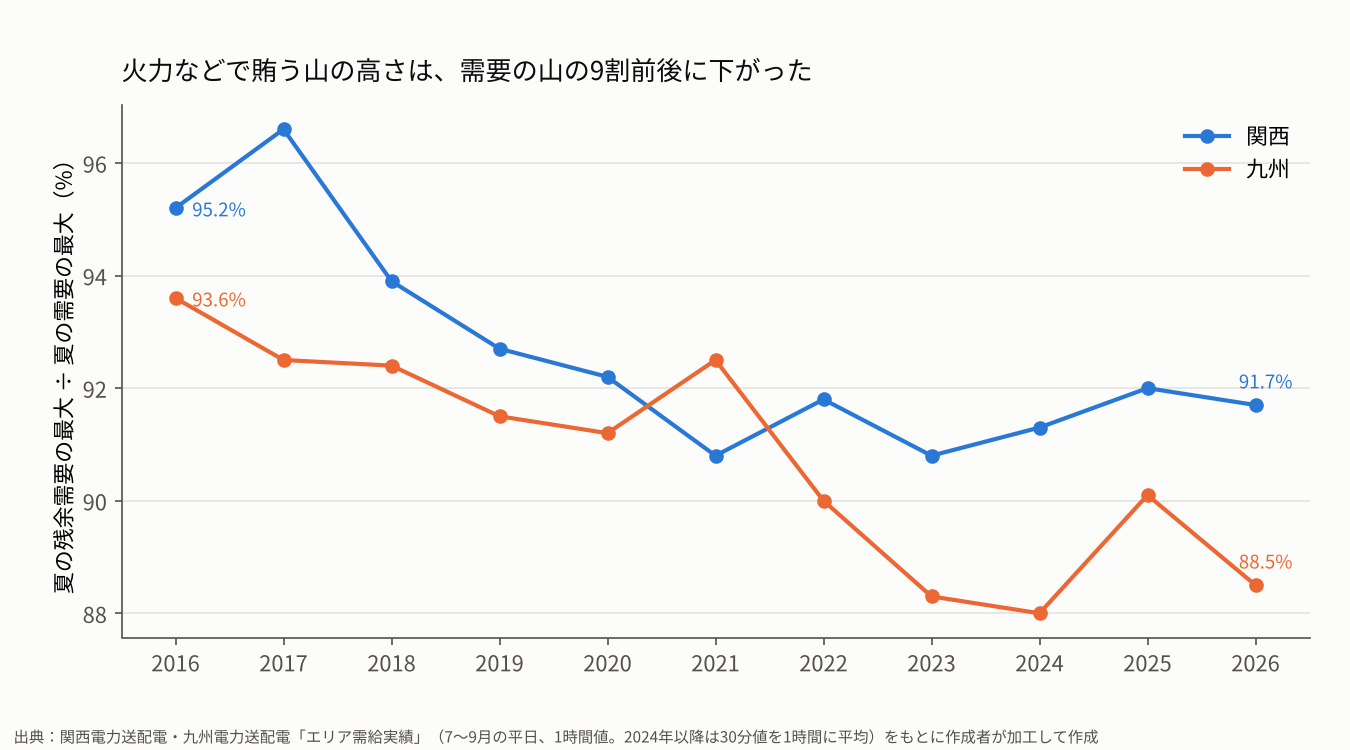 火力などで賄う山の高さは、需要の山の9割前後に下がった
関西
九州
夏の残余需要の最大 ÷ 夏の需要の最大（%）
96
94
92
90
88
95.2%
93.6%
91.7%
88.5%
2016 2017 2018 2019 2020 2021 2022 2023 2024 2025 2026
出典：関西電力送配電・九州電力送配電「エリア需給実績」（7〜9月の平日、1時間値。2024年以降は30分値を1時間に平均）をもとに作成者が加工して作成